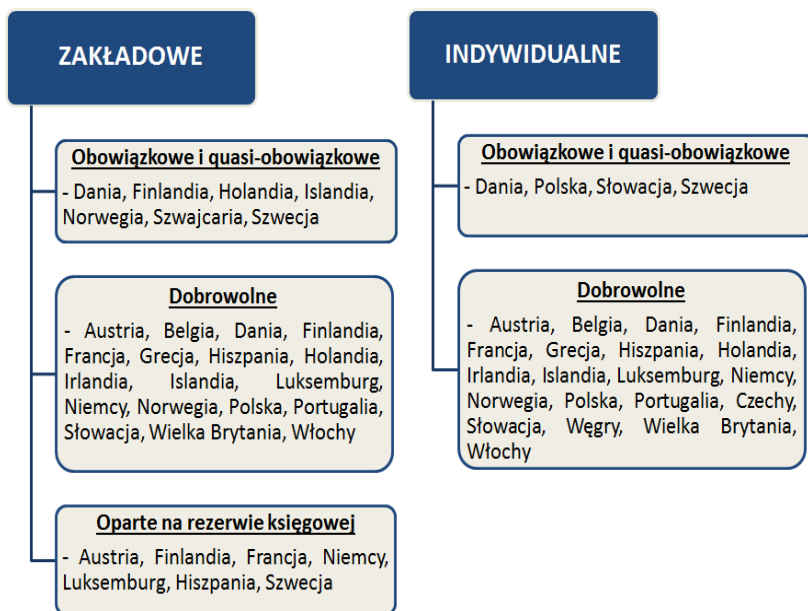 ZAKŁADOWE
Obowiązkowe i quasi-obowiązkowe
- Dania, Finlandia, Holandia, Islandia,
Norwegia, Szwajcaria, Szwecja
Dobrowolne
- Austria, Belgia, Dania, Finlandia,
Francja, Grecja, Hiszpania, Holandia,
Irlandia, Islandia, Luksemburg,
Niemcy, Norwegia, Polska, Portugalia,
Słowacja, Wielka Brytania, Włochy
Oparte na rezerwie księgowej
- Austria, Finlandia, Francja, Niemcy,
Luksemburg, Hiszpania, Szwecja
INDYWIDUALNE
Obowiązkowe i quasi-obowiązkowe
- Dania, Polska, Słowacja, Szwecja
Dobrowolne
- Austria, Belgia, Dania, Finlandia,
Francja, Grecja, Hiszpania, Holandia,
Irlandia, Islandia, Luksemburg, Niemcy,
Norwegia, Polska, Portugalia, Czechy,
Słowacja, Węgry, Wielka Brytania,
Włochy